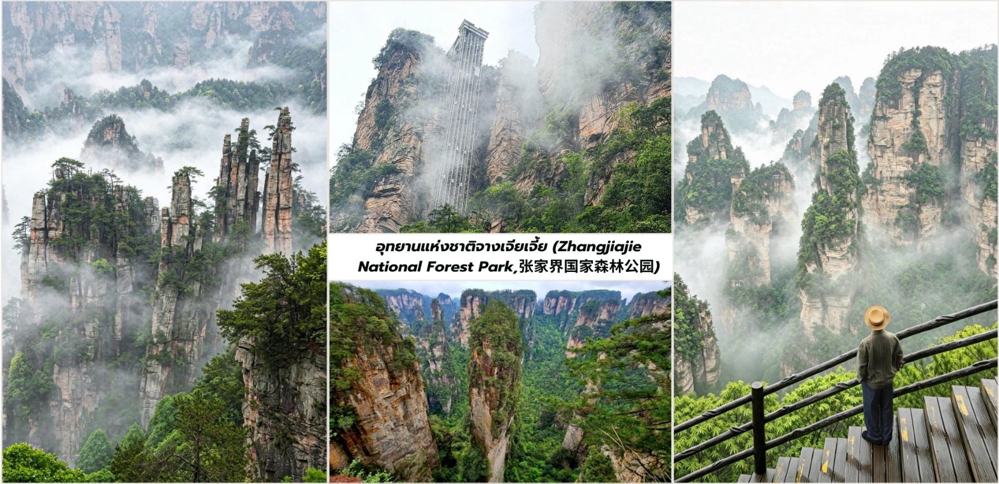 อุทยานแห่งชาติจางเจียเจี้ย (Zhangjiajie
National Forest Park,张家界国家森林公园)